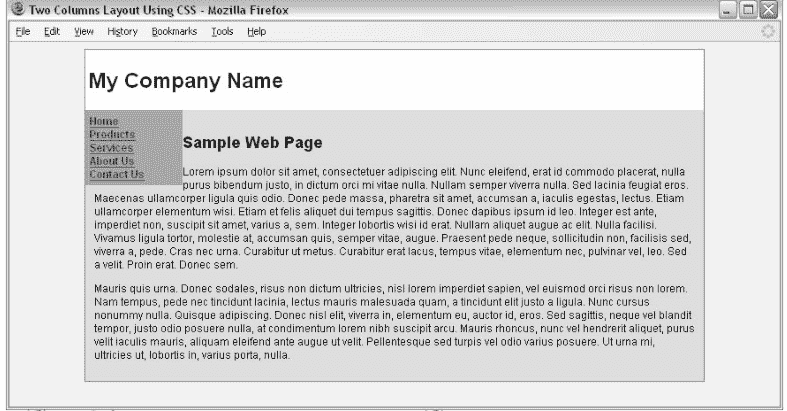 Two Columns Layout Using CSS - Mozilla Firefox
File Edit View History Bookmarks Tools Help
My Company Name
Home
Products
Services
About Us
Contact Us
Sample Web Page
Lorem ipsum dolor sit amet, consectetuer adipiscing elit. Nunc eleifend, erat id commodo placerat, nulla
purus bibendum justo, in dictum orci mi vitae nulla. Nullam semper viverra nulla. Sed lacinia feugiat eros.
Maecenas ullamcorper ligula quis odio. Donec pede massa, pharetra sit amet, accumsan a, iaculis egestas, lectus. Etiam
ullamcorper elementum wisi. Etiam et felis aliquet dui tempus sagittis. Donec dapibus ipsum id leo. Integer est ante,
imperdiet non, suscipit sit amet, varius a, sem. Integer lobortis wisi id erat. Nullam aliquet augue ac elit. Nulla facilisi.
Vivamus ligula tortor, molestie at, accumsan quis, semper vitae, augue. Praesent pede neque, sollicitudin non, facilisis sed,
viverra a, pede. Cras nec urna. Curabitur ut metus. Curabitur erat lacus, tempus vitae, elementum nec, pulvinar vel, leo. Sed
a velit. Proin erat. Donec sem.
Mauris quis urna. Donec sodales, risus non dictum ultricies, nisl lorem imperdiet sapien, vel euismod orci risus non lorem.
Nam tempus, pede nec tincidunt lacinia, lectus mauris malesuada quam, a tincidunt elit justo a ligula. Nunc cursus
nonummy nulla. Quisque adipiscing. Donec nisl elit, viverra in, elementum eu, auctor id, eros. Sed sagittis, neque vel blandit
tempor, justo odio posuere nulla, at condimentum lorem nibh suscipit arcu. Mauris rhoncus, nunc vel hendrerit aliquet, purus
velit iaculis mauris, aliquam eleifend ante augue ut velit. Pellentesque sed turpis vel odio varius posuere. Ut urna mi,
ultricies ut, lobortis in, varius porta, nulla.